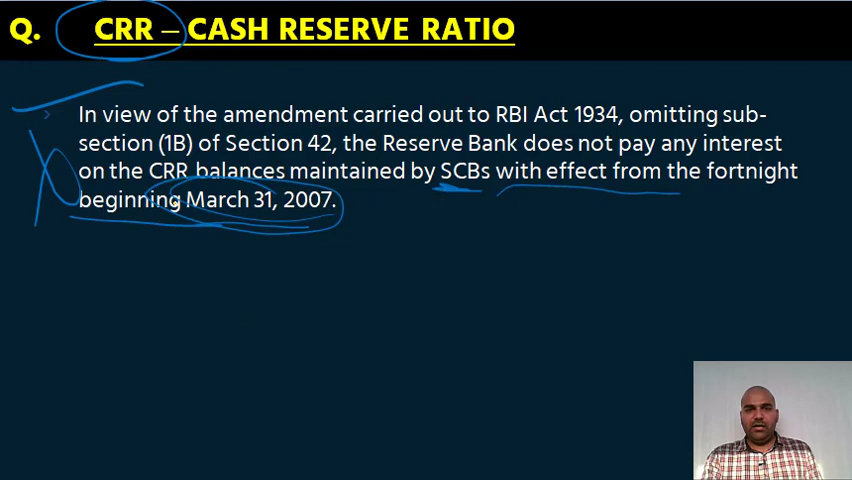 Q. CRR – CASH RESERVE RATIO
In view of the amendment carried out to RBI Act 1934, omitting sub-
section (1B) of Section 42, the Reserve Bank does not pay any interest
on the CRR balances maintained by SCBs with effect from the fortnight
beginning March 31, 2007.